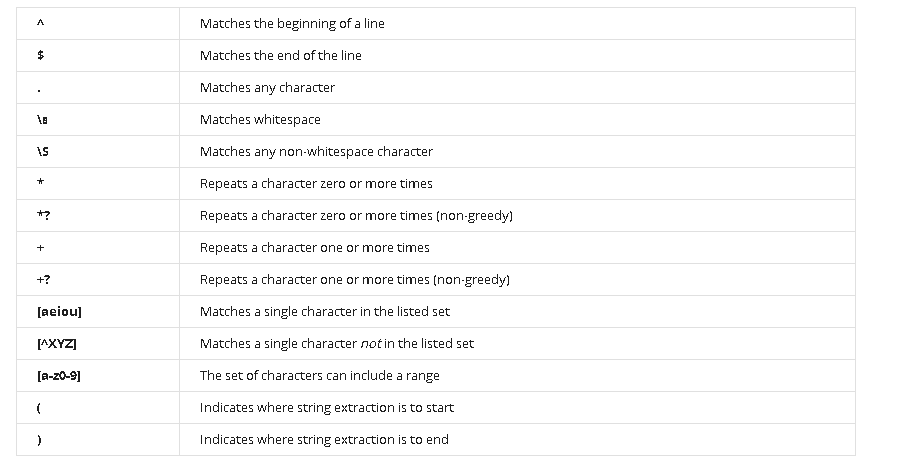 ^ Matches the beginning of a line
$ Matches the end of the line
. Matches any character
\s Matches whitespace
\S Matches any non-whitespace character
* Repeats a character zero or more times
*? Repeats a character zero or more times (non-greedy)
+ Repeats a character one or more times
+? Repeats a character one or more times (non-greedy)
[aeiou] Matches a single character in the listed set
[^XYZ] Matches a single character not in the listed set
[a-z0-9] The set of characters can include a range
( Indicates where string extraction is to start
) Indicates where string extraction is to end